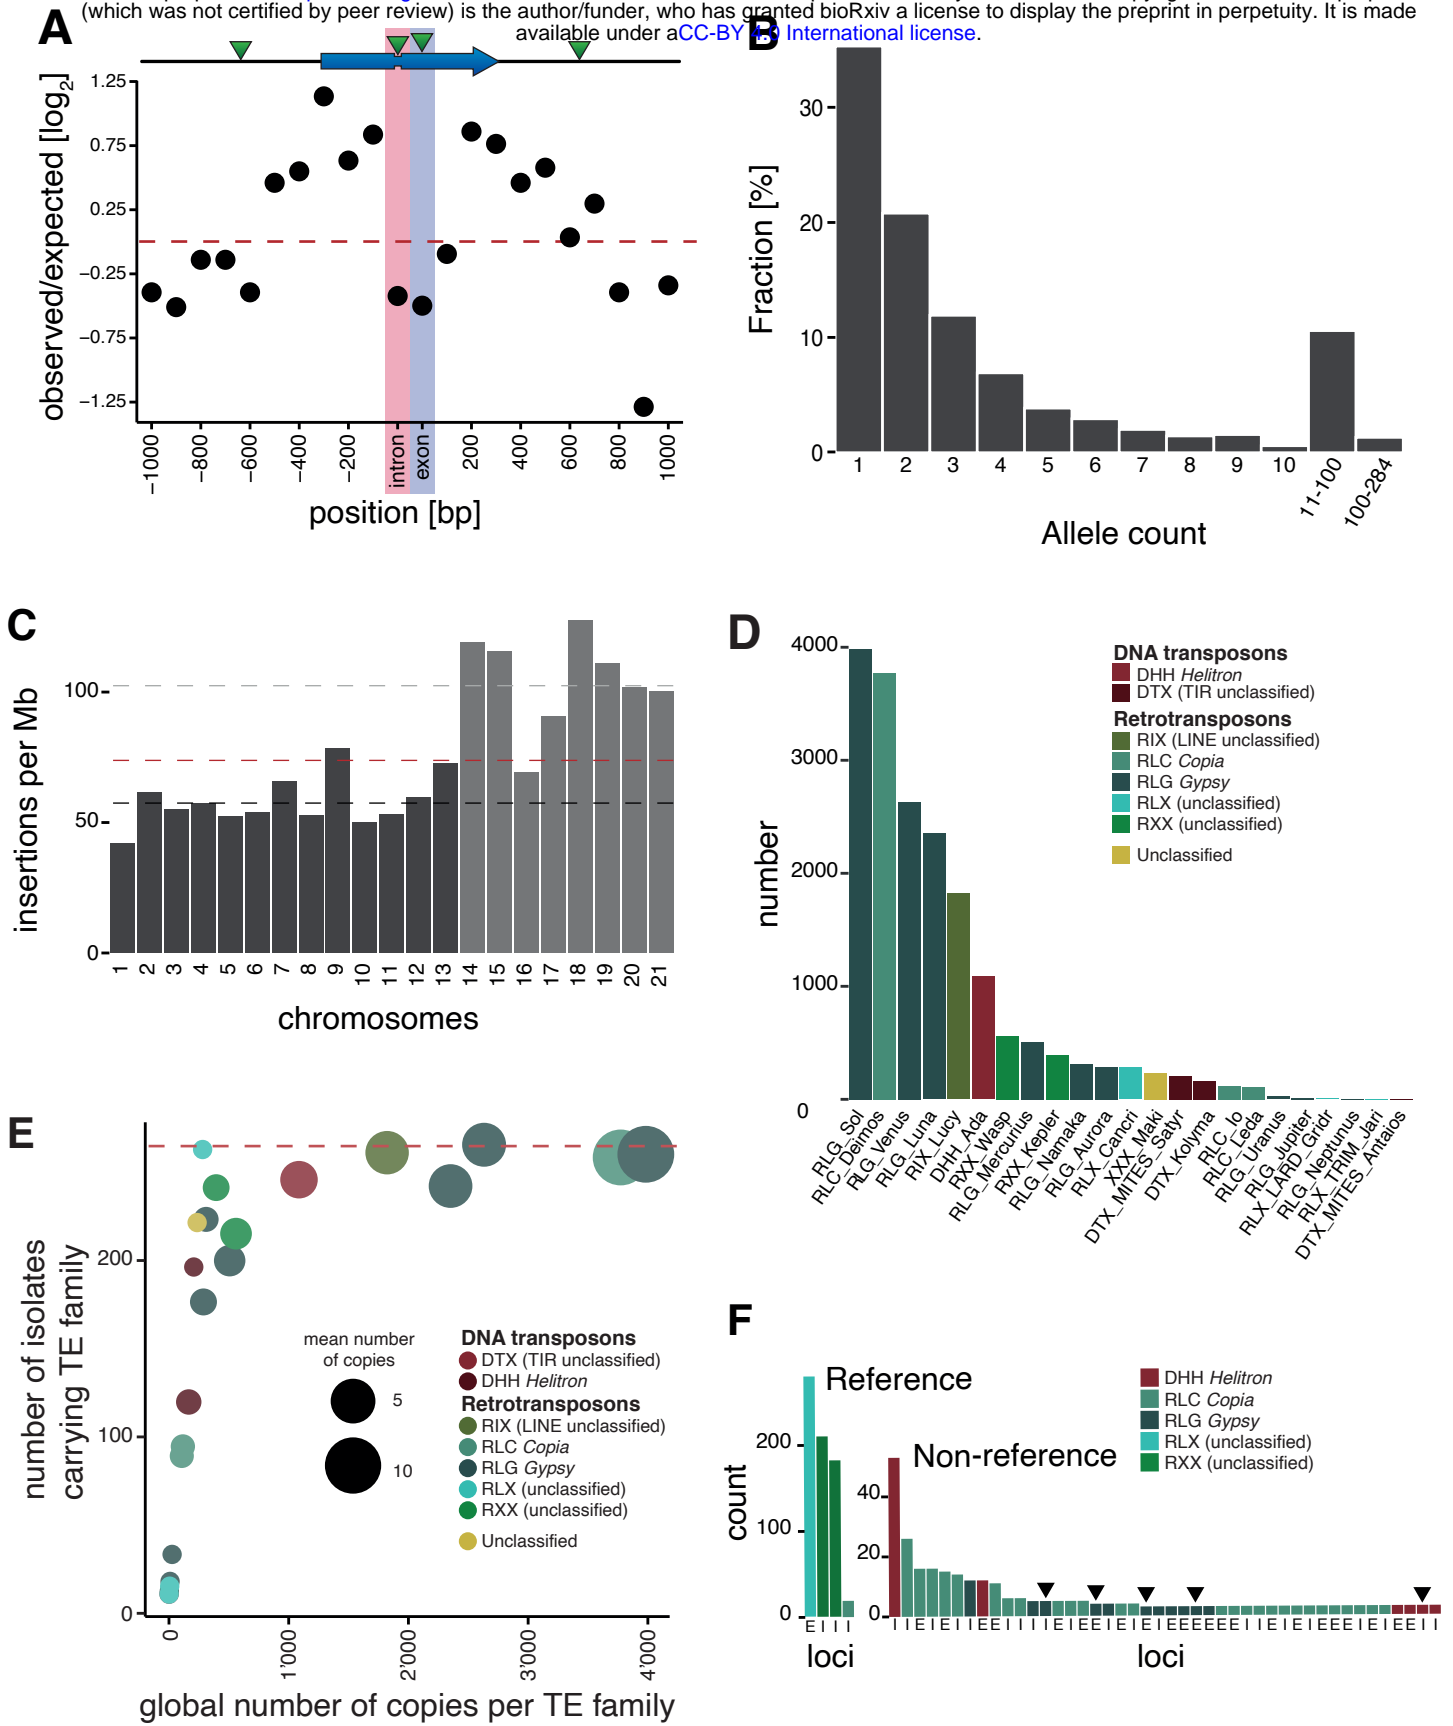 (which was not certified by peer review) is the author/funder, who has granted bioRxiv a license to display the preprint in perpetuity. It is made
available under aCC-BY 4.0 International license.
A
observed/expected [log2]
1.25
0.75
0.25
−0.25
−0.75
−1.25
−1000
−800
−600
−400
−200
intron
exon
200
400
600
800
1000
position [bp]
B
Fraction [%]
30
20
10
0
1 2 3 4 5 6 7 8 9 10 11-100 100-284
Allele count
C
insertions per Mb
100
50
0
1 2 3 4 5 6 7 8 9 10 11 12 13 14 15 16 17 18 19 20 21
chromosomes
D
number
4000
3000
2000
1000
0
DNA transposons
DHH Helitron
DTX (TIR unclassified)
Retrotransposons
RIX (LINE unclassified)
RLC Copia
RLG Gypsy
RLX (unclassified)
RXX (unclassified)
Unclassified
RLG_Sol
RLC_Deimos
RLG_Venus
RLG_Luna
RIX_Lucy
DHH_Ada
RXX_Wasp
RLG_Mercurius
RXX_Kepler
RLG_Namaka
RLG_Aurora
RLX_Cancri
XXX_Maki
DTX_MITES_Satyr
DTX_Kolyma
RLC_Io
RLC_Leda
RLG_Uranus
RLG_Jupiter
RLX_LARD_Gridr
RLG_Neptunus
RLX_TRIM_Jari
DTX_MITES_Antaios
E
number of isolates
carrying TE family
200
100
0
mean number
of copies
5
10
DNA transposons
DTX (TIR unclassified)
DHH Helitron
Retrotransposons
RIX (LINE unclassified)
RLC Copia
RLG Gypsy
RLX (unclassified)
RXX (unclassified)
Unclassified
0
1'000
2'000
3'000
4'000
global number of copies per TE family
F
count
200
100
0
Reference
E I I I
loci
Non-reference
40
20
0
DHH Helitron
RLC Copia
RLG Gypsy
RLX (unclassified)
RXX (unclassified)
loci